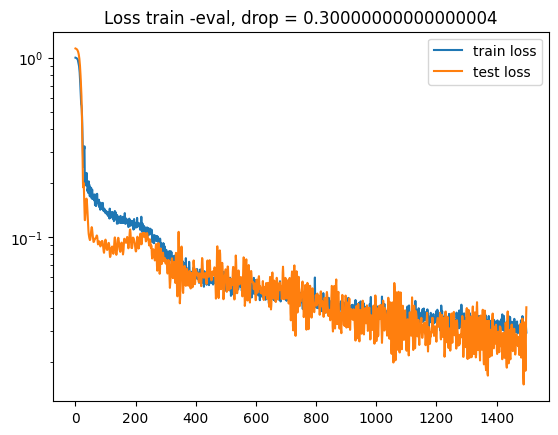 Loss train -eval, drop = 0.30000000000000004
train loss
test loss
10⁰
10⁻¹
0 200 400 600 800 1000 1200 1400